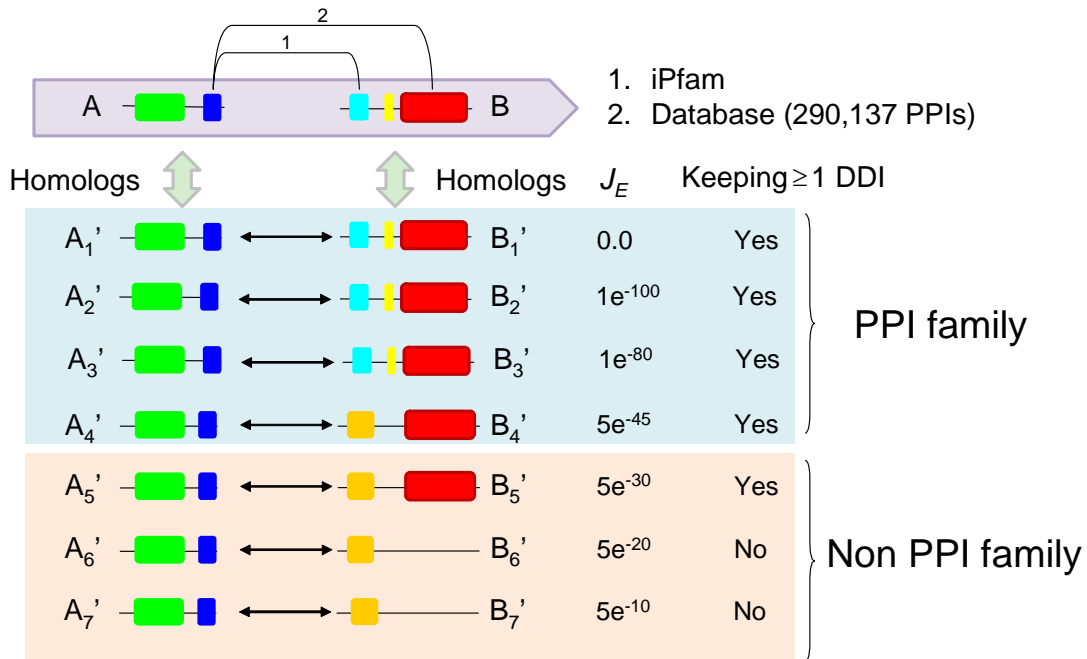 2
1
A B
1. iPfam
2. Database (290,137 PPIs)
Homologs Homologs J_E Keeping ≥1 DDI
A₁’ B₁’ 0.0 Yes
A₂’ B₂’ 1e⁻¹⁰⁰ Yes
A₃’ B₃’ 1e⁻⁸⁰ Yes
A₄’ B₄’ 5e⁻⁴⁵ Yes
PPI family
A₅’ B₅’ 5e⁻³⁰ Yes
A₆’ B₆’ 5e⁻²⁰ No
A₇’ B₇’ 5e⁻¹⁰ No
Non PPI family